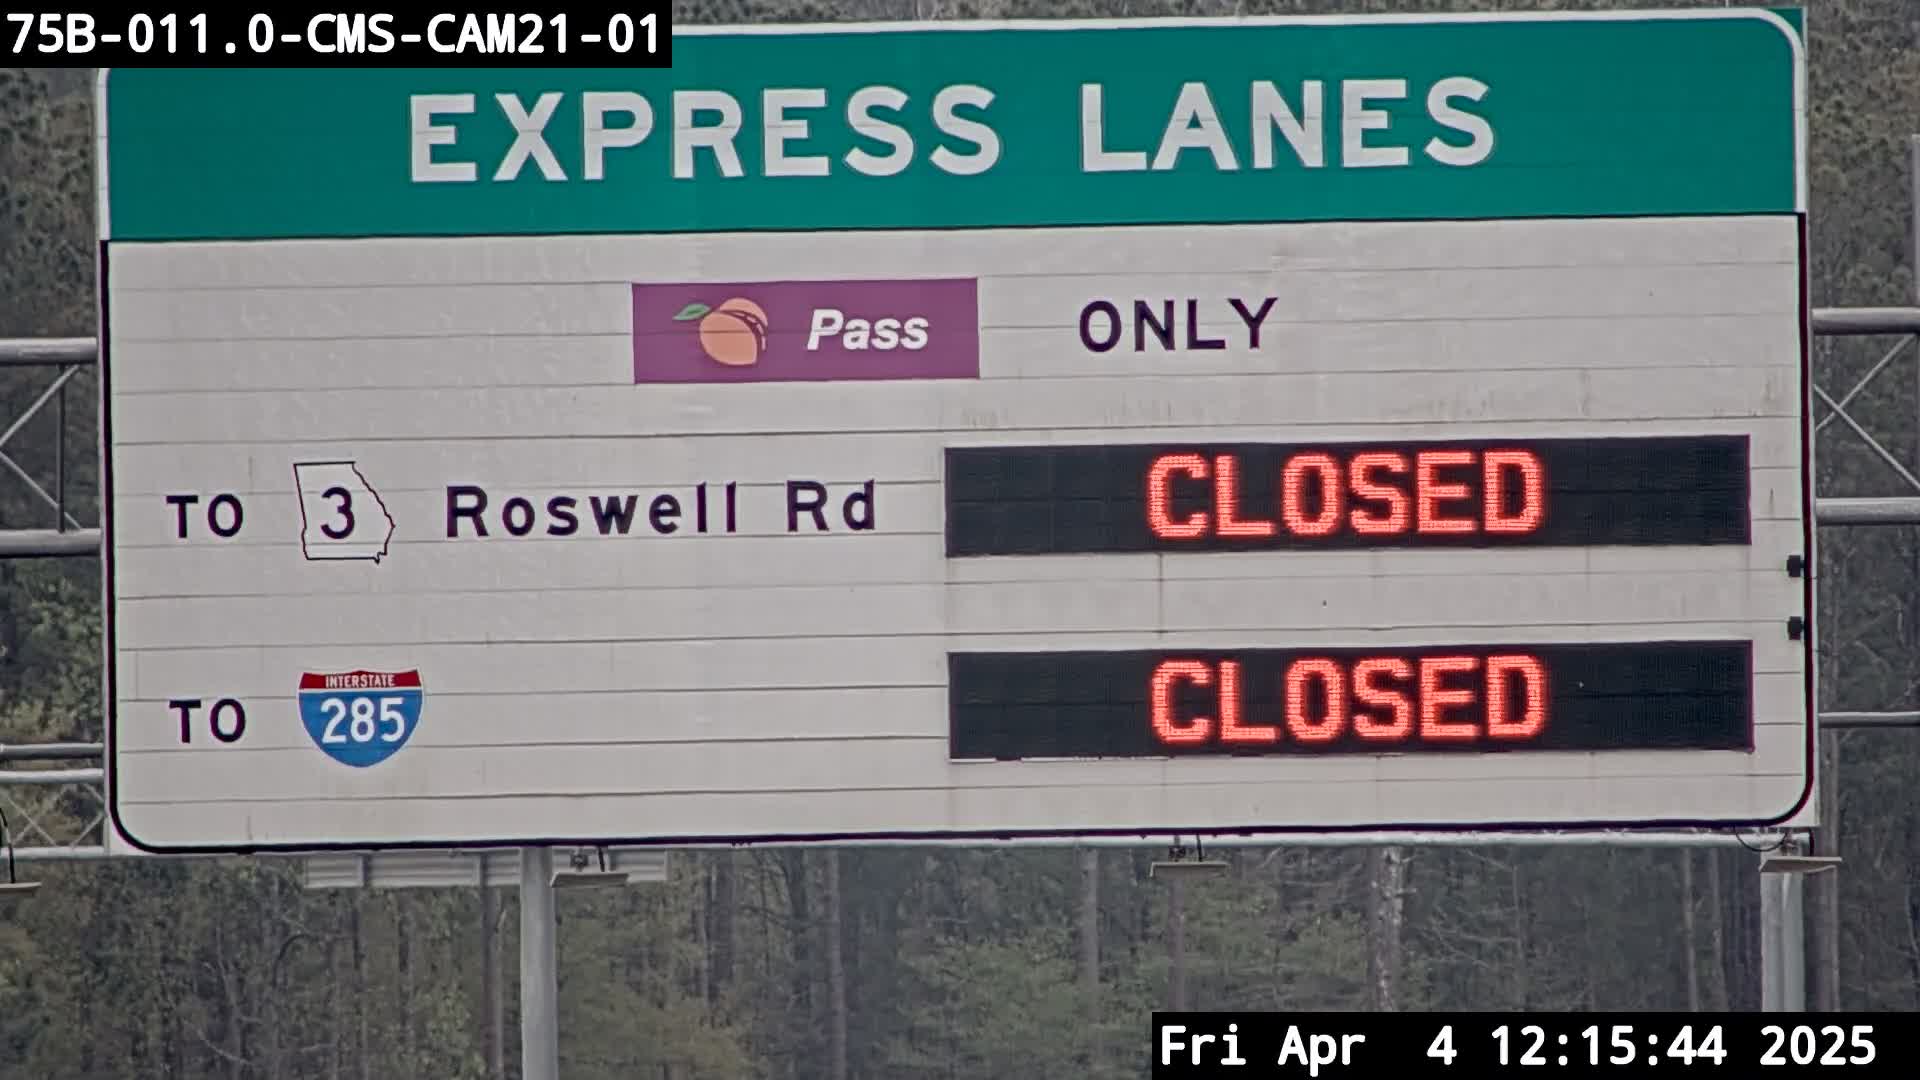 75B-011.0-CMS-CAM21-01
EXPRESS LANES
Pass ONLY
TO 3 Roswell Rd CLOSED
INTERSTATE
TO 285 CLOSED
Fri Apr 4 12:15:44 2025